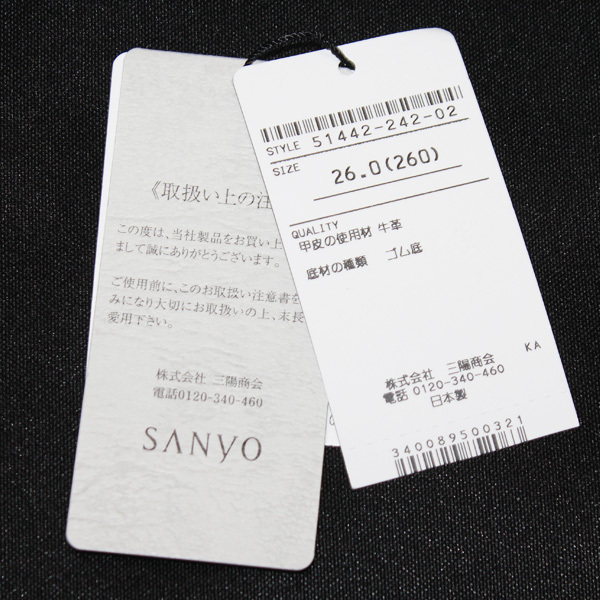 《取扱い上の注
この度は、当社製品をお買い上
まして誠にありがとうございます。
ご使用前に、このお取扱い注意書を
みになり大切にお取扱いの上、末長
愛用下さい。
株式会社 三陽商会
電話0120-340-460
SANYO
STYLE 51442-242-02
SIZE
26.0(260)
QUALITY
甲皮の使用材 牛革
底材の種類 ゴム底
KA
株式会社 三陽商会
電話 0120-340-460
日本製
340089500321